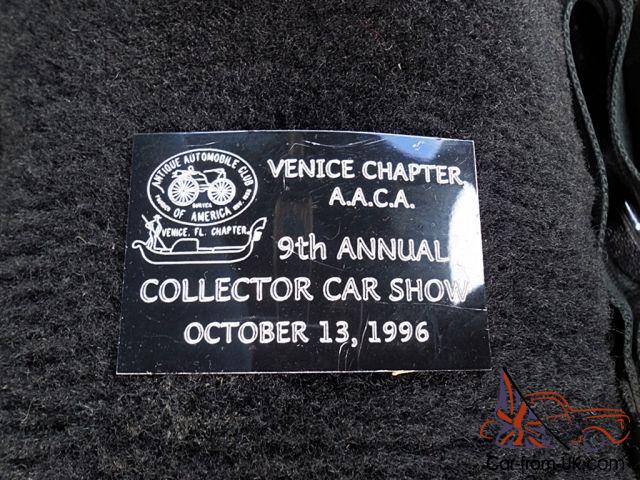 ANTIQUE AUTOMOBILE CLUB
OF AMERICA
VENICE, FL. CHAPTER
VENICE CHAPTER
A.A.C.A.
9th ANNUAL
COLLECTOR CAR SHOW
OCTOBER 13, 1996
Car-from-UK.com